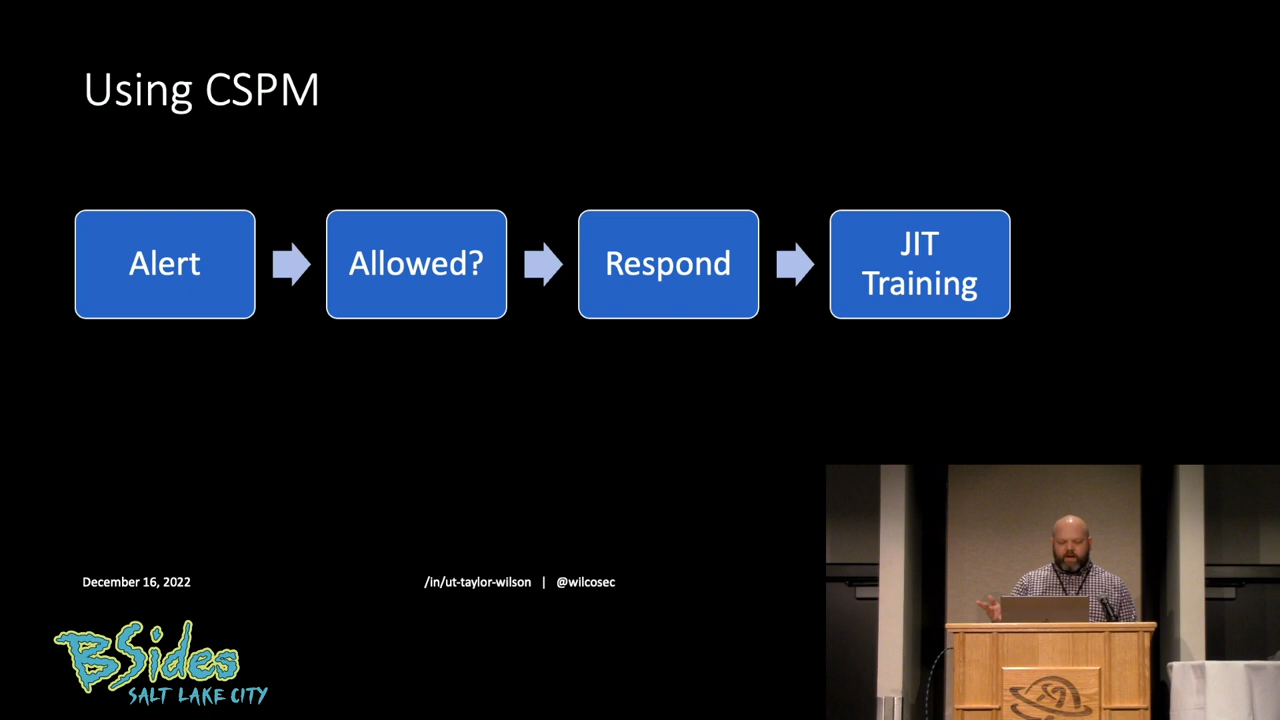 Using CSPM
Alert
Allowed?
Respond
JIT
Training
December 16, 2022
/in/ut-taylor-wilson | @wilcosec
BSides
SALT LAKE CITY